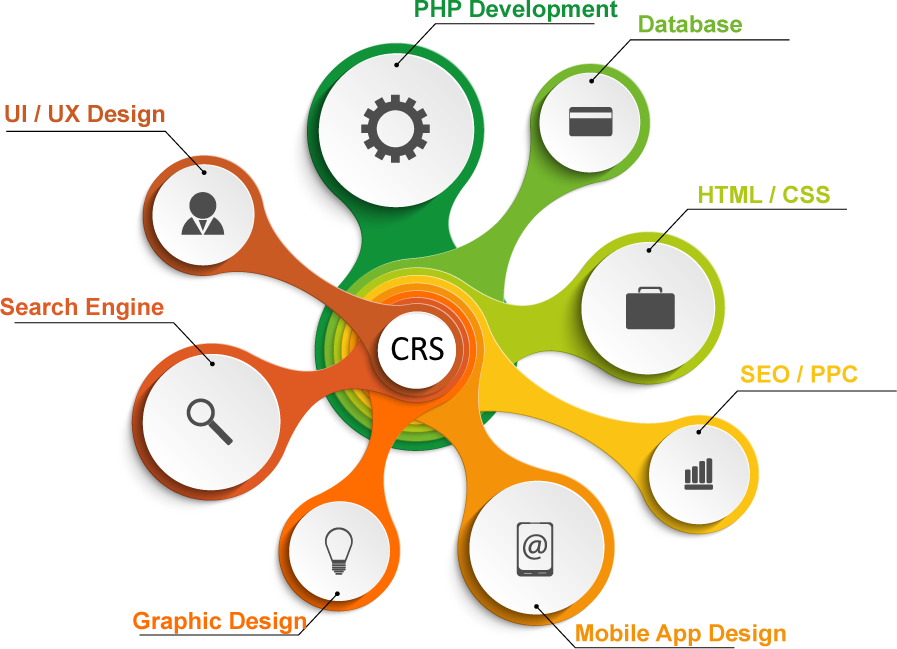 PHP Development
Database
UI / UX Design
HTML / CSS
Search Engine
CRS
SEO / PPC
@
Graphic Design
Mobile App Design